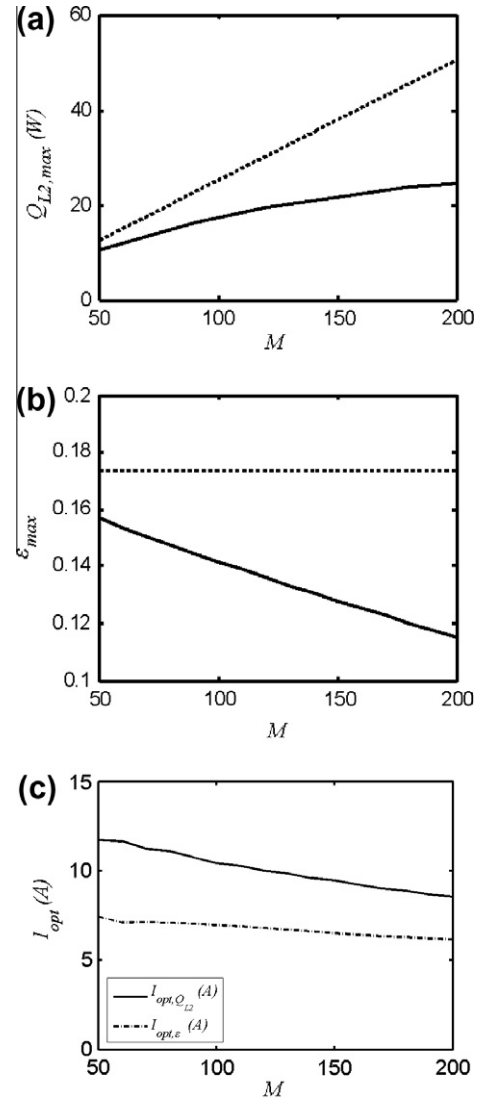 (a)
60
40
20
0
Q_{L2,max} (W)
50 100 150 200
M
(b)
0.2
0.18
0.16
0.14
0.12
0.1
ε_{max}
50 100 150 200
M
(c)
15
10
5
0
I_{opt} (A)
I_{opt,Q_{L2}} (A)
I_{opt,ε} (A)
50 100 150 200
M